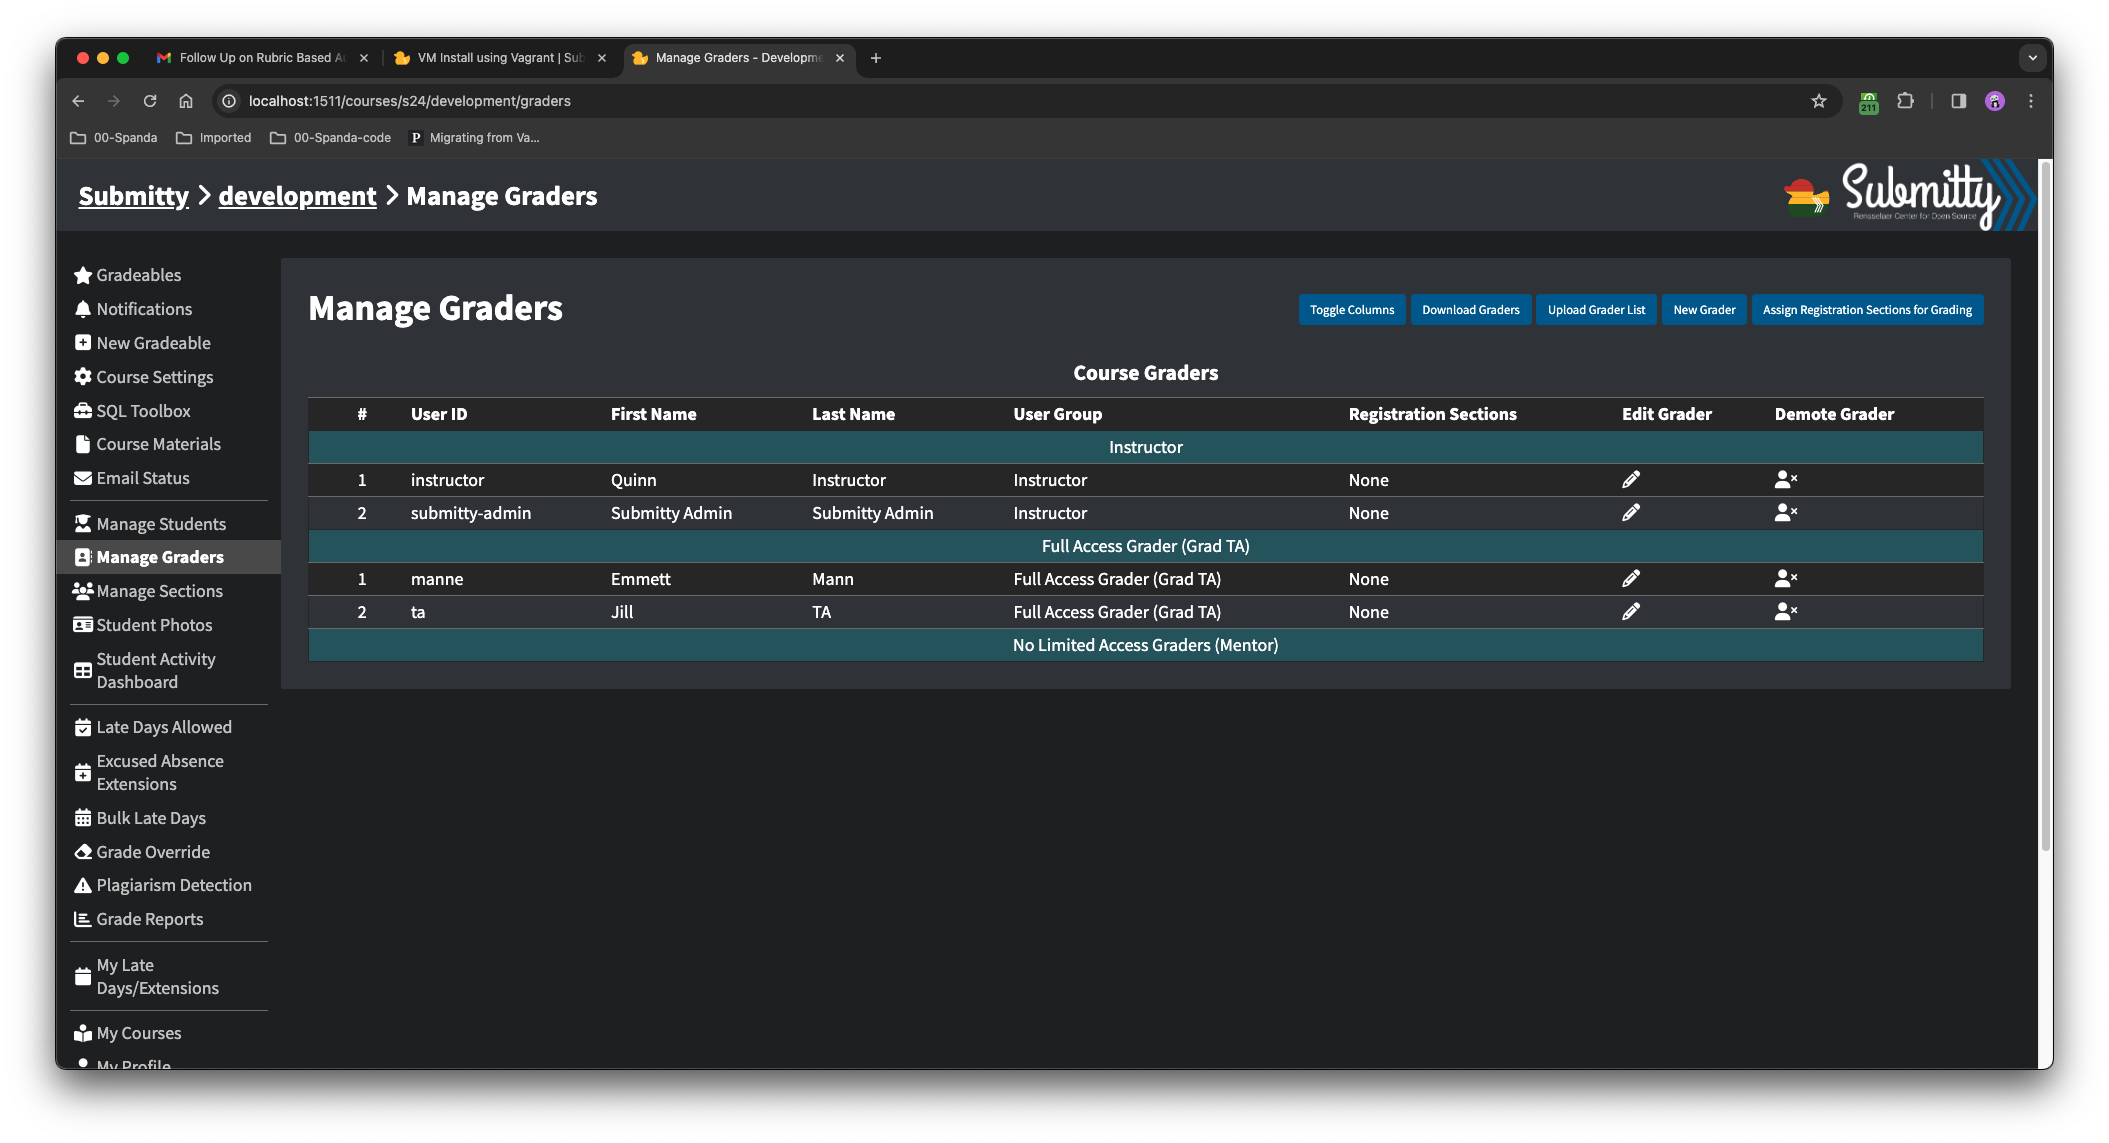 Follow Up on Rubric Based A
VM Install using Vagrant | Sub
Manage Graders - Developme
localhost:1511/courses/s24/development/graders
211
00-Spanda
Imported
00-Spanda-code
P Migrating from Va...
Submitty > development > Manage Graders
Submitty
Rensselaer Center for Open Source
Gradeables
Notifications
New Gradeable
Course Settings
SQL Toolbox
Course Materials
Email Status
Manage Students
Manage Graders
Manage Sections
Student Photos
Student Activity
Dashboard
Late Days Allowed
Excused Absence
Extensions
Bulk Late Days
Grade Override
Plagiarism Detection
Grade Reports
My Late
Days/Extensions
My Courses
My Profile
Manage Graders
Toggle Columns Download Graders Upload Grader List New Grader Assign Registration Sections for Grading
Course Graders
# User ID First Name Last Name User Group Registration Sections Edit Grader Demote Grader
Instructor
1 instructor Quinn Instructor Instructor None
2 submitty-admin Submitty Admin Submitty Admin Instructor None
Full Access Grader (Grad TA)
1 manne Emmett Mann Full Access Grader (Grad TA) None
2 ta Jill TA Full Access Grader (Grad TA) None
No Limited Access Graders (Mentor)